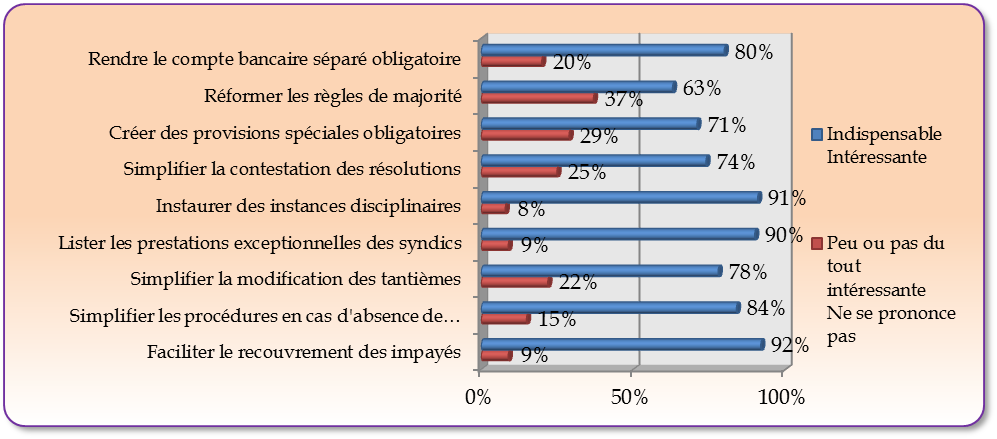 Rendre le compte bancaire séparé obligatoire
80%
20%
Réformer les règles de majorité
63%
37%
Créer des provisions spéciales obligatoires
71%
29%
Simplifier la contestation des résolutions
74%
25%
Instaurer des instances disciplinaires
91%
8%
Lister les prestations exceptionnelles des syndics
90%
9%
Simplifier la modification des tantièmes
78%
22%
Simplifier les procédures en cas d'absence de…
84%
15%
Faciliter le recouvrement des impayés
92%
9%
0%
50%
100%
Indispensable
Intéressante
Peu ou pas du
tout
intéressante
Ne se prononce
pas